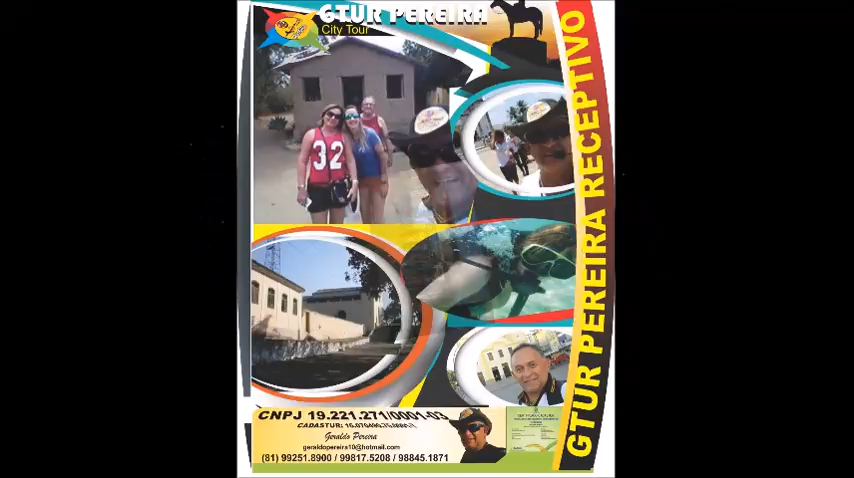 GTUR PEREIRA
City Tour
32
GTUR PEREIRA RECEPTIVO
CNPJ 19.221.271/0001-03
CADASTUR:
Geraldo Pereira
geraldopereira10@hotmail.com
(81) 99251.8900 / 99817.5208 / 98845.1871